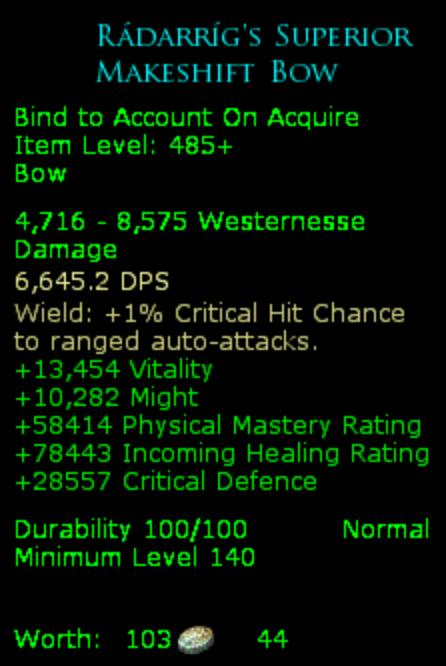 Rádarríg's Superior
Makeshift Bow
Bind to Account On Acquire
Item Level: 485+
Bow
4,716 - 8,575 Westernesse
Damage
6,645.2 DPS
Wield: +1% Critical Hit Chance
to ranged auto-attacks.
+13,454 Vitality
+10,282 Might
+58414 Physical Mastery Rating
+78443 Incoming Healing Rating
+28557 Critical Defence
Durability 100/100 Normal
Minimum Level 140
Worth: 103 44